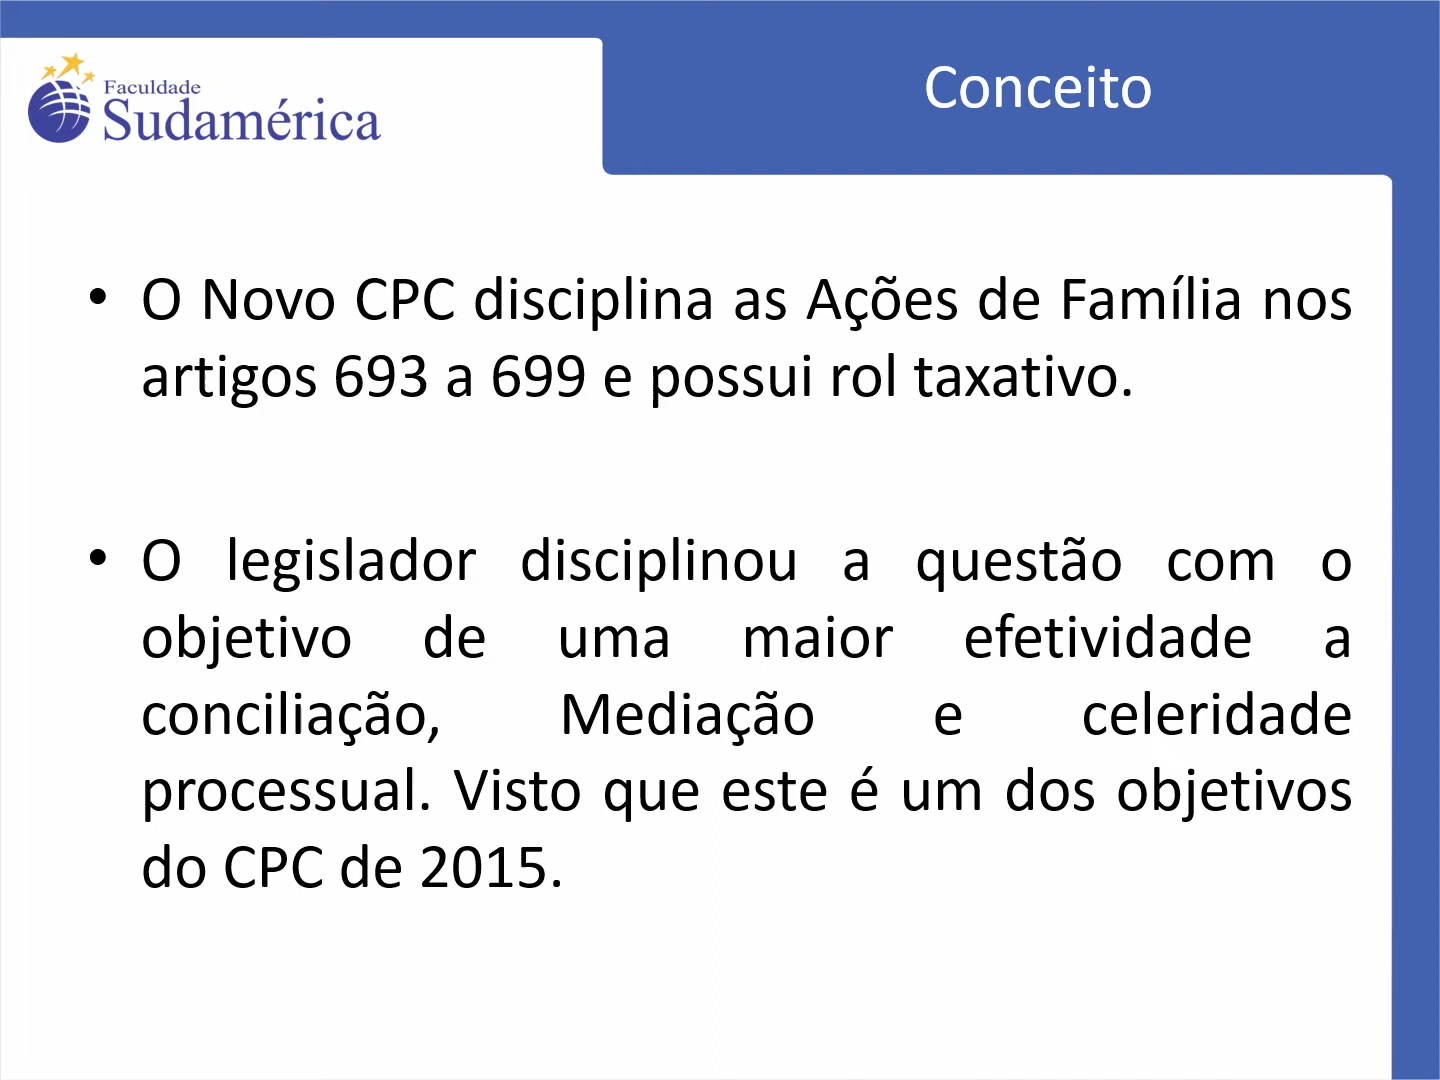 Faculdade
Sudamérica
Conceito
• O Novo CPC disciplina as Ações de Família nos
artigos 693 a 699 e possui rol taxativo.
• O legislador disciplinou a questão com o
objetivo de uma maior efetividade a
conciliação, Mediação e celeridade
processual. Visto que este é um dos objetivos
do CPC de 2015.